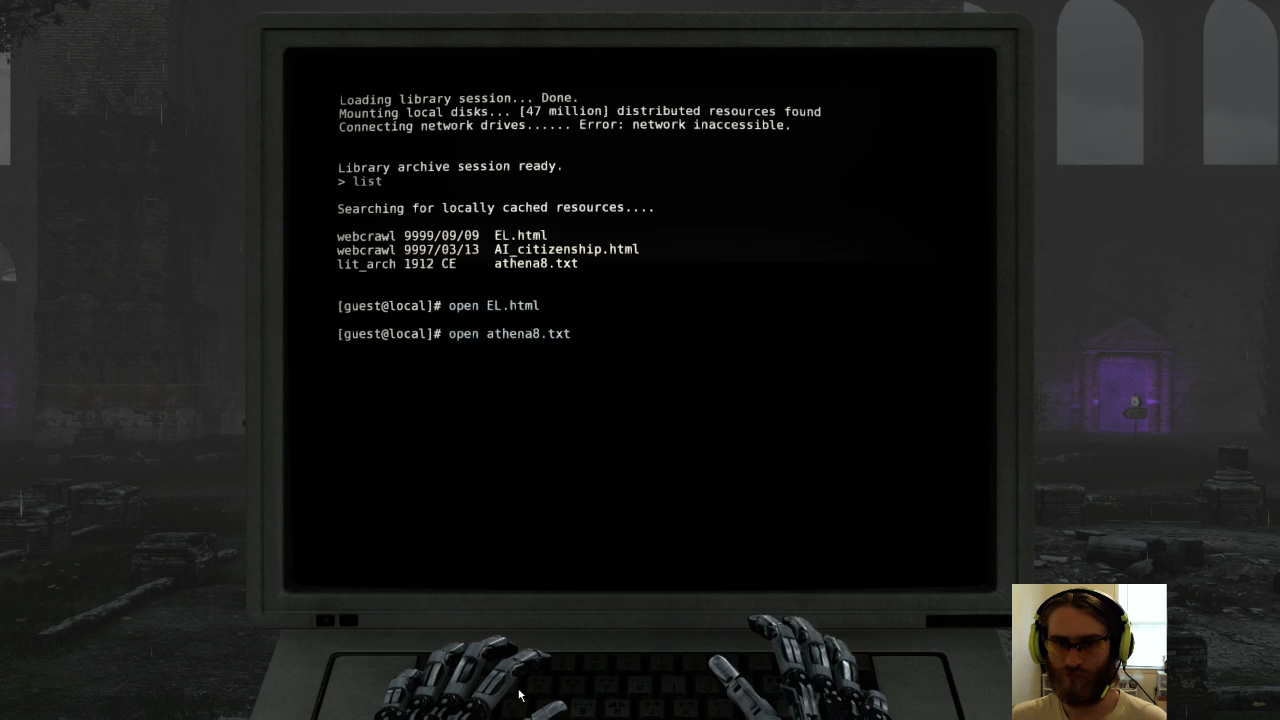 Loading library session... Done.
Mounting local disks... [47 million] distributed resources found
Connecting network drives...... Error: network inaccessible.
Library archive session ready.
> list
Searching for locally cached resources....
webcrawl 9999/09/09  EL.html
webcrawl 9997/03/13  AI_citizenship.html
lit_arch 1912 CE     athena8.txt
[guest@local]# open EL.html
[guest@local]# open athena8.txt